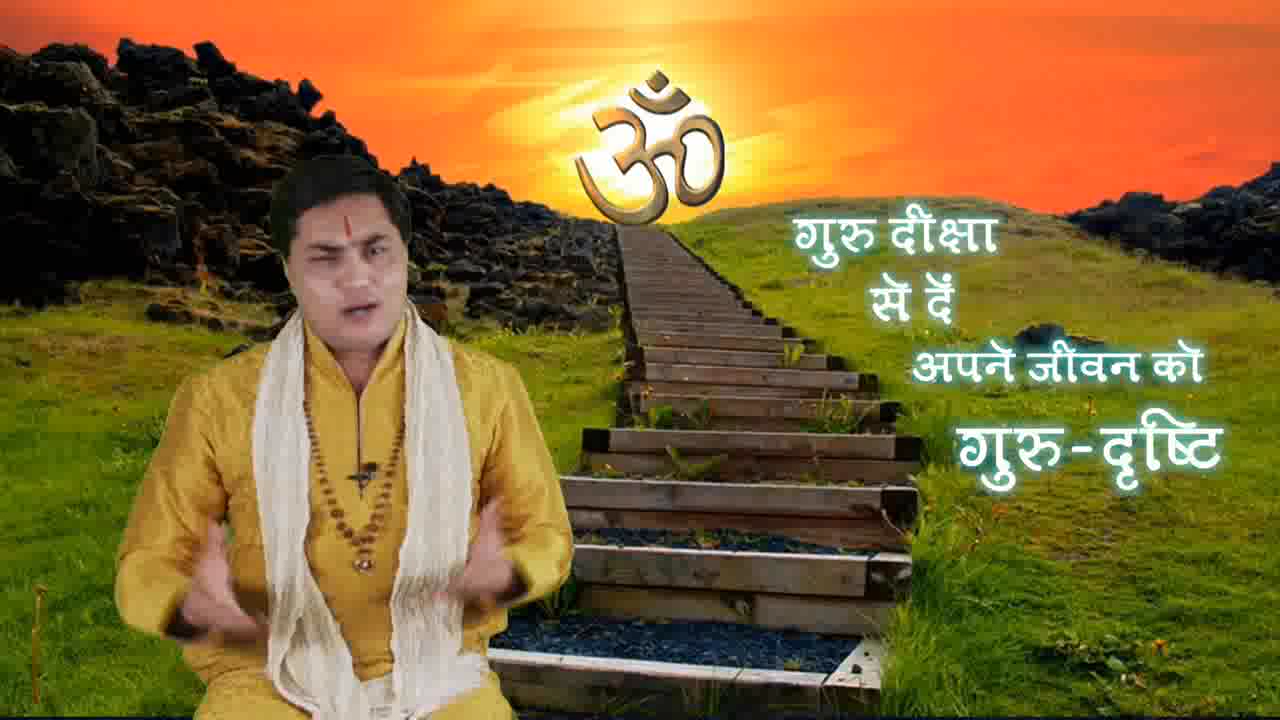 ॐ
गुरु दीक्षा
से दें
अपने जीवन को
गुरु-दृष्टि